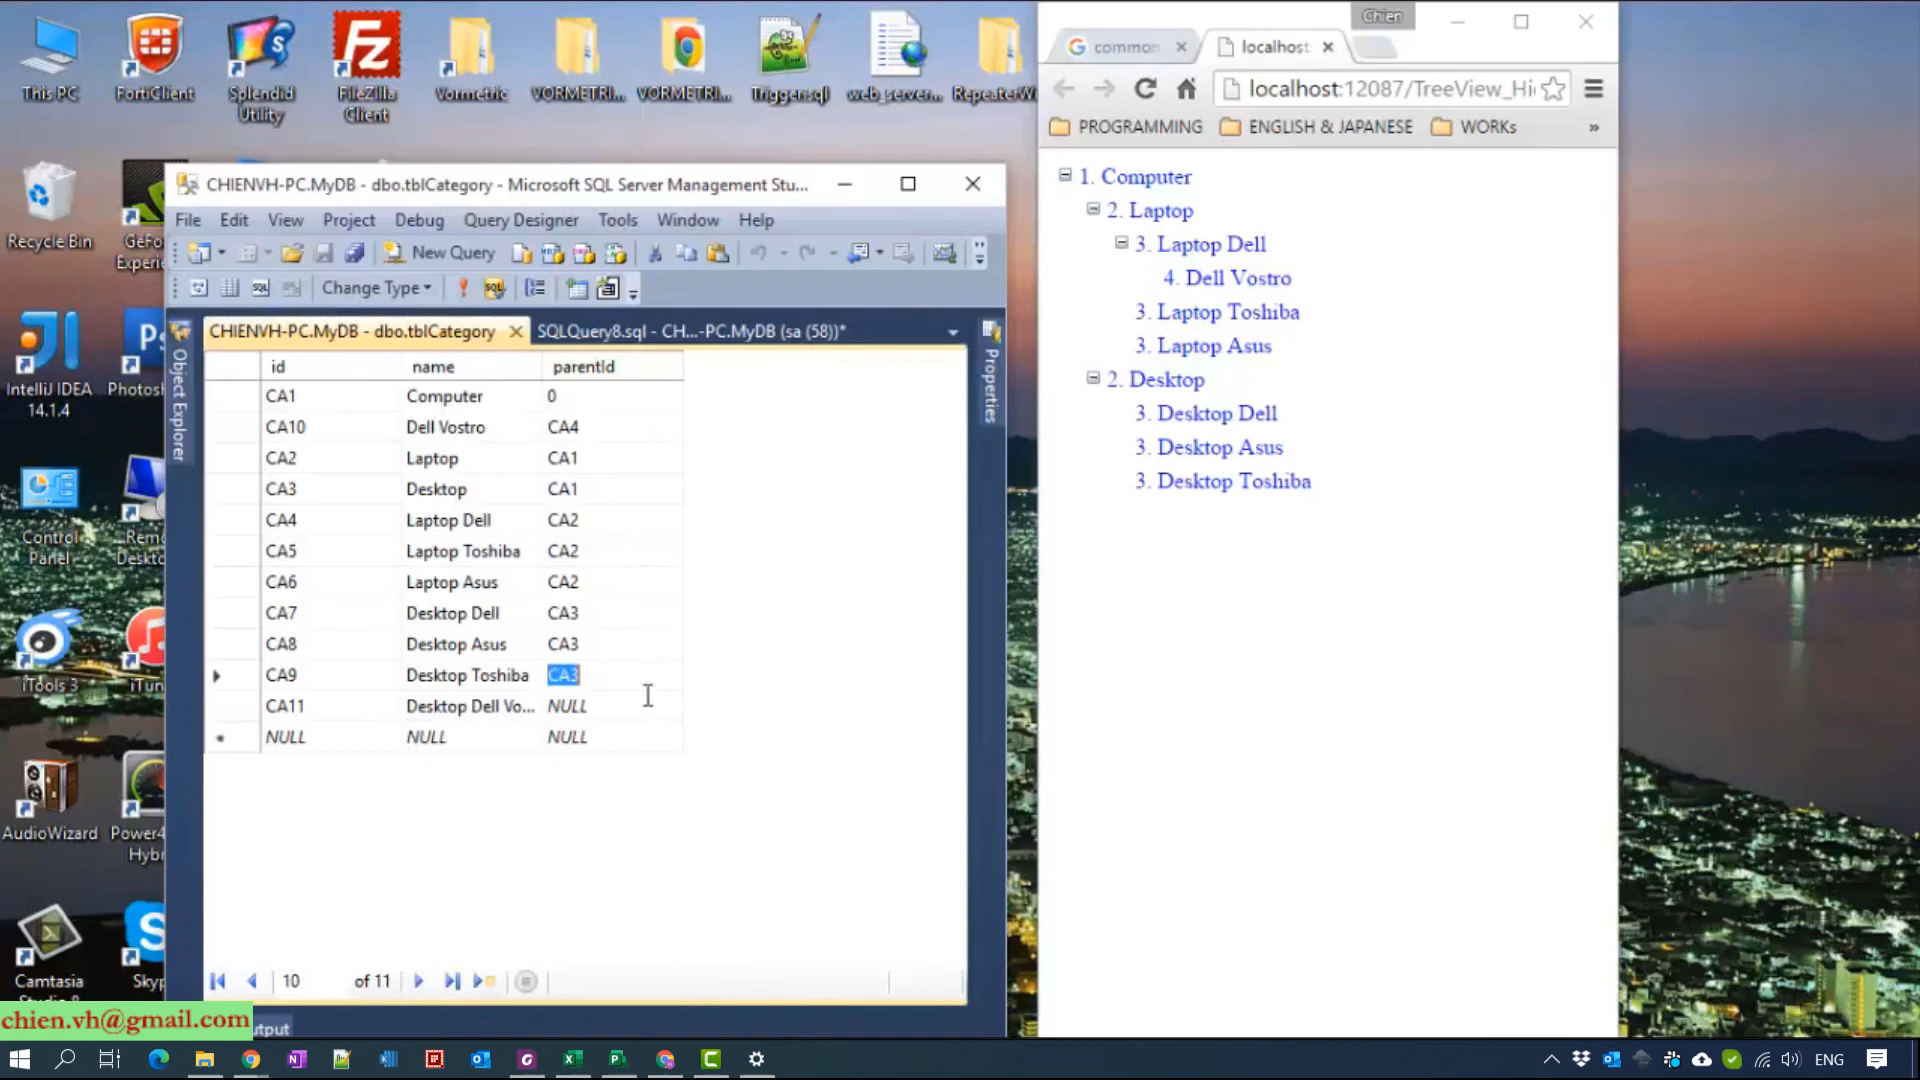 This PC
FortiClient
Splendid Utility
FileZilla Client
Vormetric
VORMETRI...
VORMETRI...
Trigger.sql
web_server...
Recycle Bin
IntelliJ IDEA 14.1.4
Control Panel
iTools 3
AudioWizard
Camtasia
CHIENVH-PC.MyDB - dbo.tblCategory - Microsoft SQL Server Management Stu...
File Edit View Project Debug Query Designer Tools Window Help
New Query
Change Type
CHIENVH-PC.MyDB - dbo.tblCategory SQLQuery8.sql - CH...-PC.MyDB (sa (58))*
Object Explorer
Properties
id name parentId
CA1 Computer 0
CA10 Dell Vostro CA4
CA2 Laptop CA1
CA3 Desktop CA1
CA4 Laptop Dell CA2
CA5 Laptop Toshiba CA2
CA6 Laptop Asus CA2
CA7 Desktop Dell CA3
CA8 Desktop Asus CA3
CA9 Desktop Toshiba CA3
CA11 Desktop Dell Vo... NULL
NULL NULL NULL
10 of 11
Chien
common localhost
localhost:12087/TreeView_Hi
PROGRAMMING ENGLISH & JAPANESE WORKs »
1. Computer
2. Laptop
3. Laptop Dell
4. Dell Vostro
3. Laptop Toshiba
3. Laptop Asus
2. Desktop
3. Desktop Dell
3. Desktop Asus
3. Desktop Toshiba
chien.vh@gmail.com
ENG